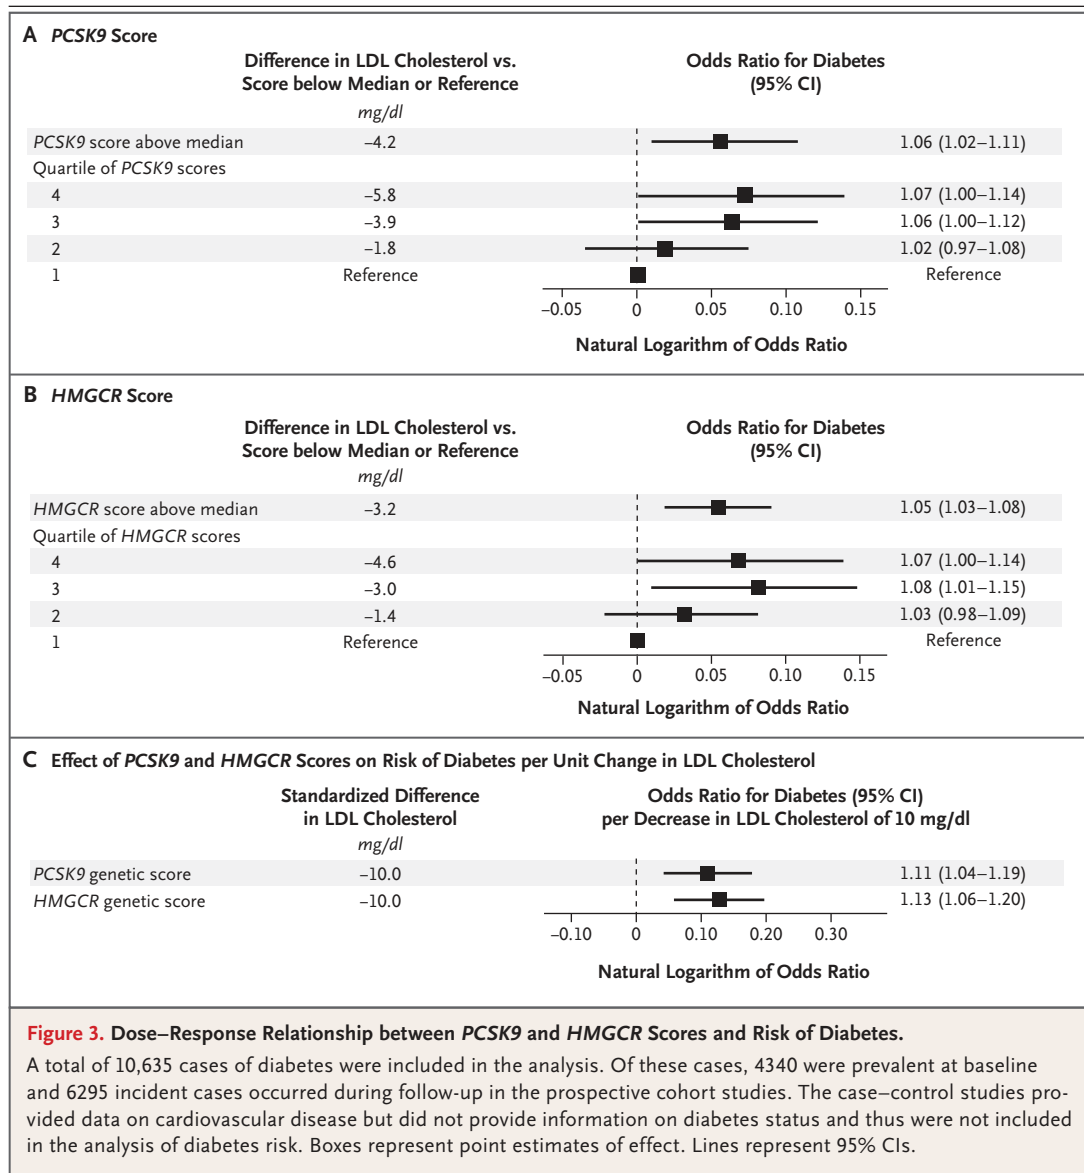 A PCSK9 Score
Difference in LDL Cholesterol vs. Score below Median or Reference
Odds Ratio for Diabetes (95% CI)
mg/dl
PCSK9 score above median –4.2 1.06 (1.02–1.11)
Quartile of PCSK9 scores
4 –5.8 1.07 (1.00–1.14)
3 –3.9 1.06 (1.00–1.12)
2 –1.8 1.02 (0.97–1.08)
1 Reference Reference
–0.05 0 0.05 0.10 0.15
Natural Logarithm of Odds Ratio
B HMGCR Score
Difference in LDL Cholesterol vs. Score below Median or Reference
Odds Ratio for Diabetes (95% CI)
mg/dl
HMGCR score above median –3.2 1.05 (1.03–1.08)
Quartile of HMGCR scores
4 –4.6 1.07 (1.00–1.14)
3 –3.0 1.08 (1.01–1.15)
2 –1.4 1.03 (0.98–1.09)
1 Reference Reference
–0.05 0 0.05 0.10 0.15
Natural Logarithm of Odds Ratio
C Effect of PCSK9 and HMGCR Scores on Risk of Diabetes per Unit Change in LDL Cholesterol
Standardized Difference in LDL Cholesterol
Odds Ratio for Diabetes (95% CI) per Decrease in LDL Cholesterol of 10 mg/dl
mg/dl
PCSK9 genetic score –10.0 1.11 (1.04–1.19)
HMGCR genetic score –10.0 1.13 (1.06–1.20)
–0.10 0 0.10 0.20 0.30
Natural Logarithm of Odds Ratio
Figure 3. Dose–Response Relationship between PCSK9 and HMGCR Scores and Risk of Diabetes.
A total of 10,635 cases of diabetes were included in the analysis. Of these cases, 4340 were prevalent at baseline
and 6295 incident cases occurred during follow-up in the prospective cohort studies. The case–control studies pro-
vided data on cardiovascular disease but did not provide information on diabetes status and thus were not included
in the analysis of diabetes risk. Boxes represent point estimates of effect. Lines represent 95% CIs.